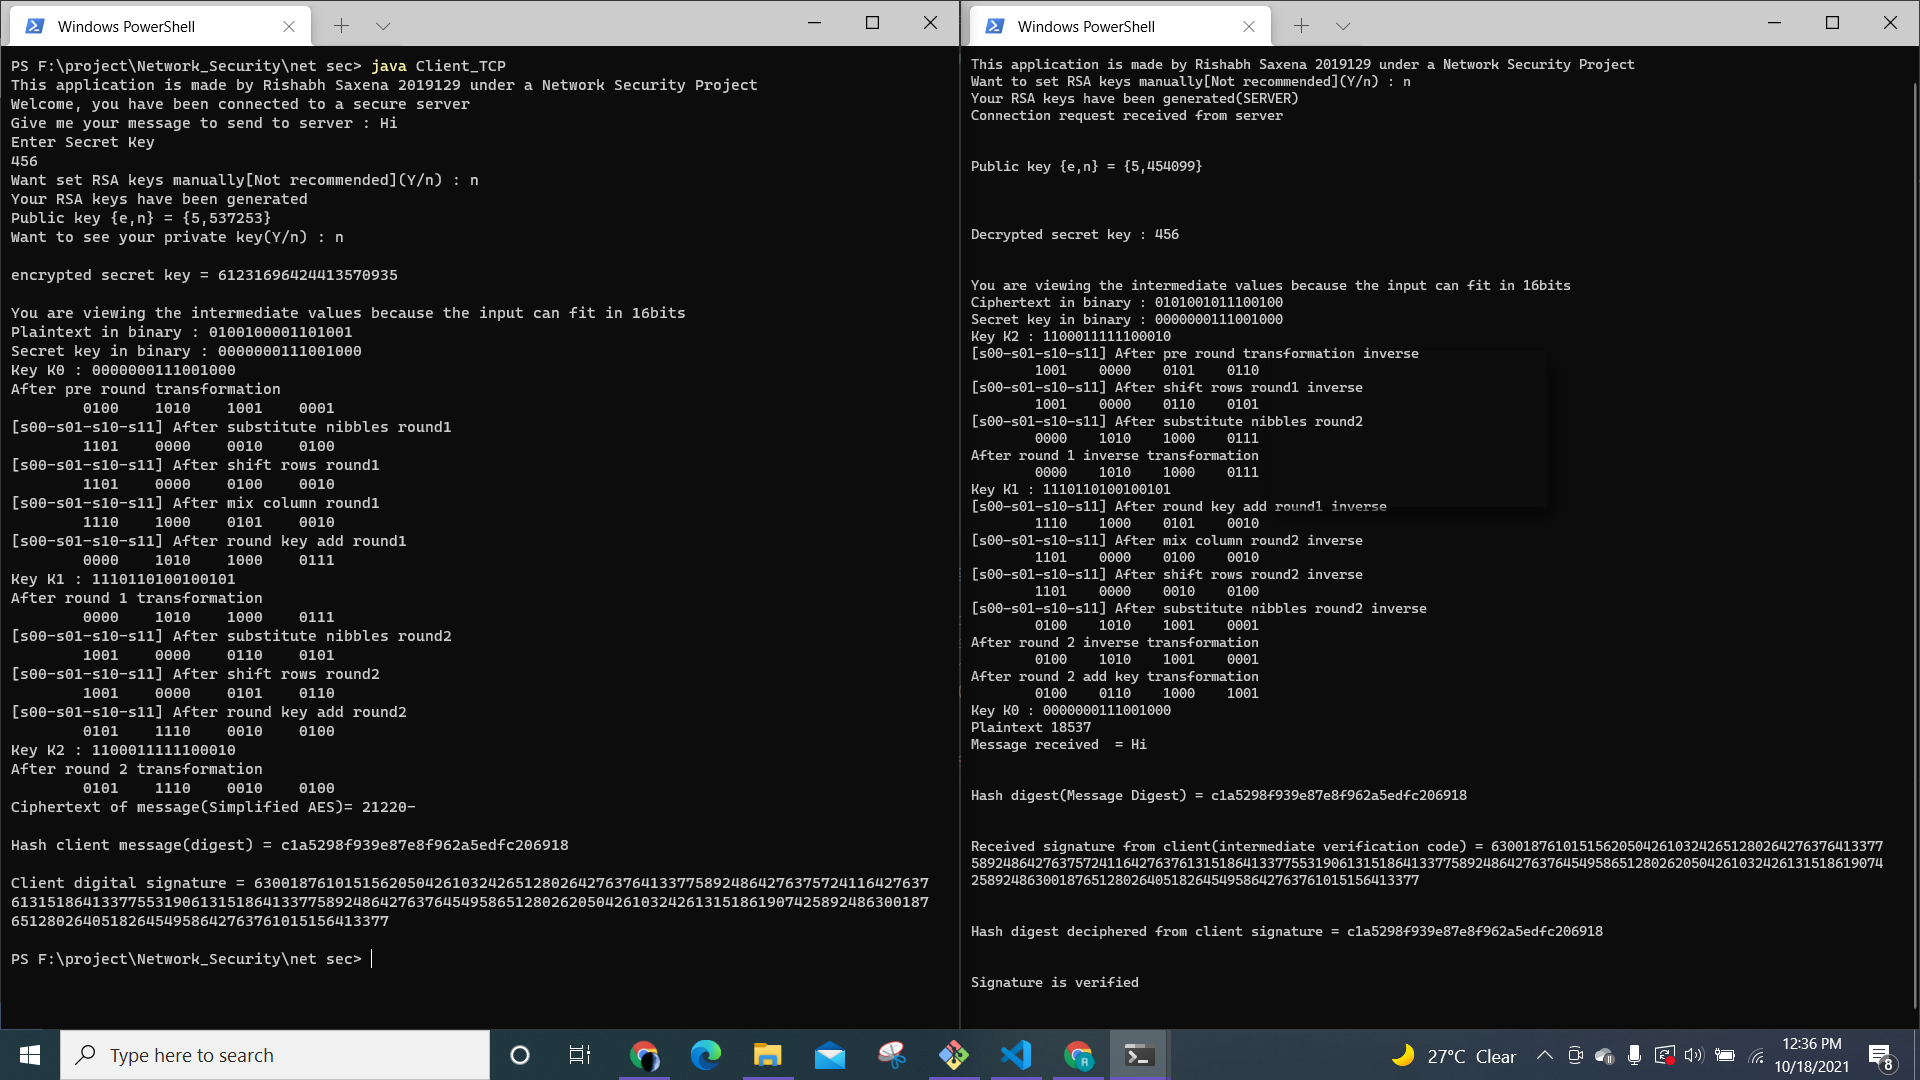 Windows PowerShell
PS F:\project\Network_Security\net sec> java Client_TCP
This application is made by Rishabh Saxena 2019129 under a Network Security Project
Welcome, you have been connected to a secure server
Give me your message to send to server : Hi
Enter Secret Key
456
Want set RSA keys manually[Not recommended](Y/n) : n
Your RSA keys have been generated
Public key {e,n} = {5,537253}
Want to see your private key(Y/n) : n
encrypted secret key = 61231696424413570935
You are viewing the intermediate values because the input can fit in 16bits
Plaintext in binary : 0100100001101001
Secret key in binary : 0000000111001000
Key K0 : 0000000111001000
After pre round transformation
0100 1010 1001 0001
[s00-s01-s10-s11] After substitute nibbles round1
1101 0000 0010 0100
[s00-s01-s10-s11] After shift rows round1
1101 0000 0100 0010
[s00-s01-s10-s11] After mix column round1
1110 1000 0101 0010
[s00-s01-s10-s11] After round key add round1
0000 1010 1000 0111
Key K1 : 1110110100100101
After round 1 transformation
0000 1010 1000 0111
[s00-s01-s10-s11] After substitute nibbles round2
1001 0000 0110 0101
[s00-s01-s10-s11] After shift rows round2
1001 0000 0101 0110
[s00-s01-s10-s11] After round key add round2
0101 1110 0010 0100
Key K2 : 1100011111100010
After round 2 transformation
0101 1110 0010 0100
Ciphertext of message(Simplified AES)= 21220-
Hash client message(digest) = c1a5298f939e87e8f962a5edfc206918
Client digital signature = 630018761015156205042610324265128026427637641337758924864276375724116427637
613151864133775531906131518641337758924864276376454958651280262050426103242613151861907425892486300187
651280264051826454958642763761015156413377
PS F:\project\Network_Security\net sec>
Windows PowerShell
This application is made by Rishabh Saxena 2019129 under a Network Security Project
Want to set RSA keys manually[Not recommended](Y/n) : n
Your RSA keys have been generated(SERVER)
Connection request received from server
Public key {e,n} = {5,454099}
Decrypted secret key : 456
You are viewing the intermediate values because the input can fit in 16bits
Ciphertext in binary : 0101001011100100
Secret key in binary : 0000000111001000
Key K2 : 1100011111100010
[s00-s01-s10-s11] After pre round transformation inverse
1001 0000 0101 0110
[s00-s01-s10-s11] After shift rows round1 inverse
1001 0000 0110 0101
[s00-s01-s10-s11] After substitute nibbles round2
0000 1010 1000 0111
After round 1 inverse transformation
0000 1010 1000 0111
Key K1 : 1110110100100101
[s00-s01-s10-s11] After round key add round1 inverse
1110 1000 0101 0010
[s00-s01-s10-s11] After mix column round2 inverse
1101 0000 0100 0010
[s00-s01-s10-s11] After shift rows round2 inverse
1101 0000 0010 0100
[s00-s01-s10-s11] After substitute nibbles round2 inverse
0100 1010 1001 0001
After round 2 inverse transformation
0100 1010 1001 0001
After round 2 add key transformation
0100 0110 1000 1001
Key K0 : 0000000111001000
Plaintext 18537
Message received  = Hi
Hash digest(Message Digest) = c1a5298f939e87e8f962a5edfc206918
Received signature from client(intermediate verification code) = 6300187610151562050426103242651280264276376413377
589248642763757241164276376131518641337755319061315186413377589248642763764549586512802620504261032426131518619074
25892486300187651280264051826454958642763761015156413377
Hash digest deciphered from client signature = c1a5298f939e87e8f962a5edfc206918
Signature is verified
Type here to search
R
27°C Clear
12:36 PM
10/18/2021
8